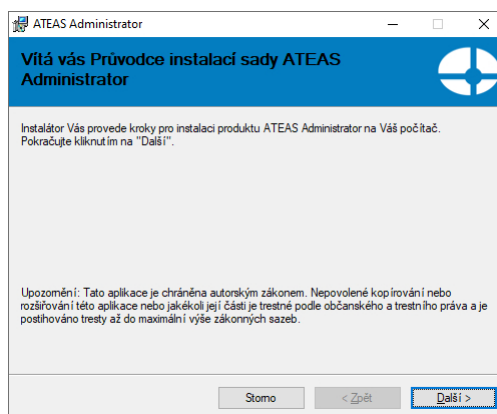 ATEAS Administrator
Vítá vás Průvodce instalací sady ATEAS
Administrator
Instalátor Vás provede kroky pro instalaci produktu ATEAS Administrator na Váš počítač.
Pokračujte kliknutím na "Další".
Upozornění: Tato aplikace je chráněna autorským zákonem. Nepovolené kopírování nebo
rozšiřování této aplikace nebo jakékoli její části je trestné podle občanského a trestního práva a je
postihováno tresty až do maximální výše zákonných sazeb.
Storno
< Zpět
Další >